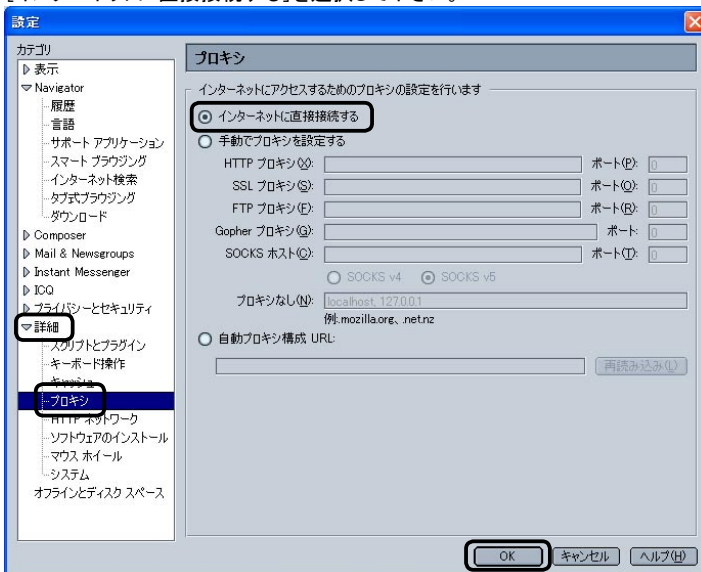 [インターネットに直接接続する]を選択して下さい。
設定
カテゴリ
表示
Navigator
履歴
言語
サポート アプリケーション
スマート ブラウジング
インターネット検索
タブ式ブラウジング
ダウンロード
Composer
Mail & Newsgroups
Instant Messenger
ICQ
プライバシーとセキュリティ
詳細
スクリプトとプラグイン
キーボード操作
キャッシュ
プロキシ
HTTP ネットワーク
ソフトウェアのインストール
マウス ホイール
システム
オフラインとディスク スペース
プロキシ
インターネットにアクセスするためのプロキシの設定を行います
インターネットに直接接続する
手動でプロキシを設定する
HTTP プロキシ(X): ポート(P): 0
SSL プロキシ(S): ポート(O): 0
FTP プロキシ(F): ポート(R): 0
Gopher プロキシ(G): ポート: 0
SOCKS ホスト(C): ポート(T): 0
SOCKS v4 SOCKS v5
プロキシなし(N): localhost, 127.0.0.1
例:mozilla.org、.net.nz
自動プロキシ構成 URL:
再読み込み(L)
OK キャンセル ヘルプ(H)